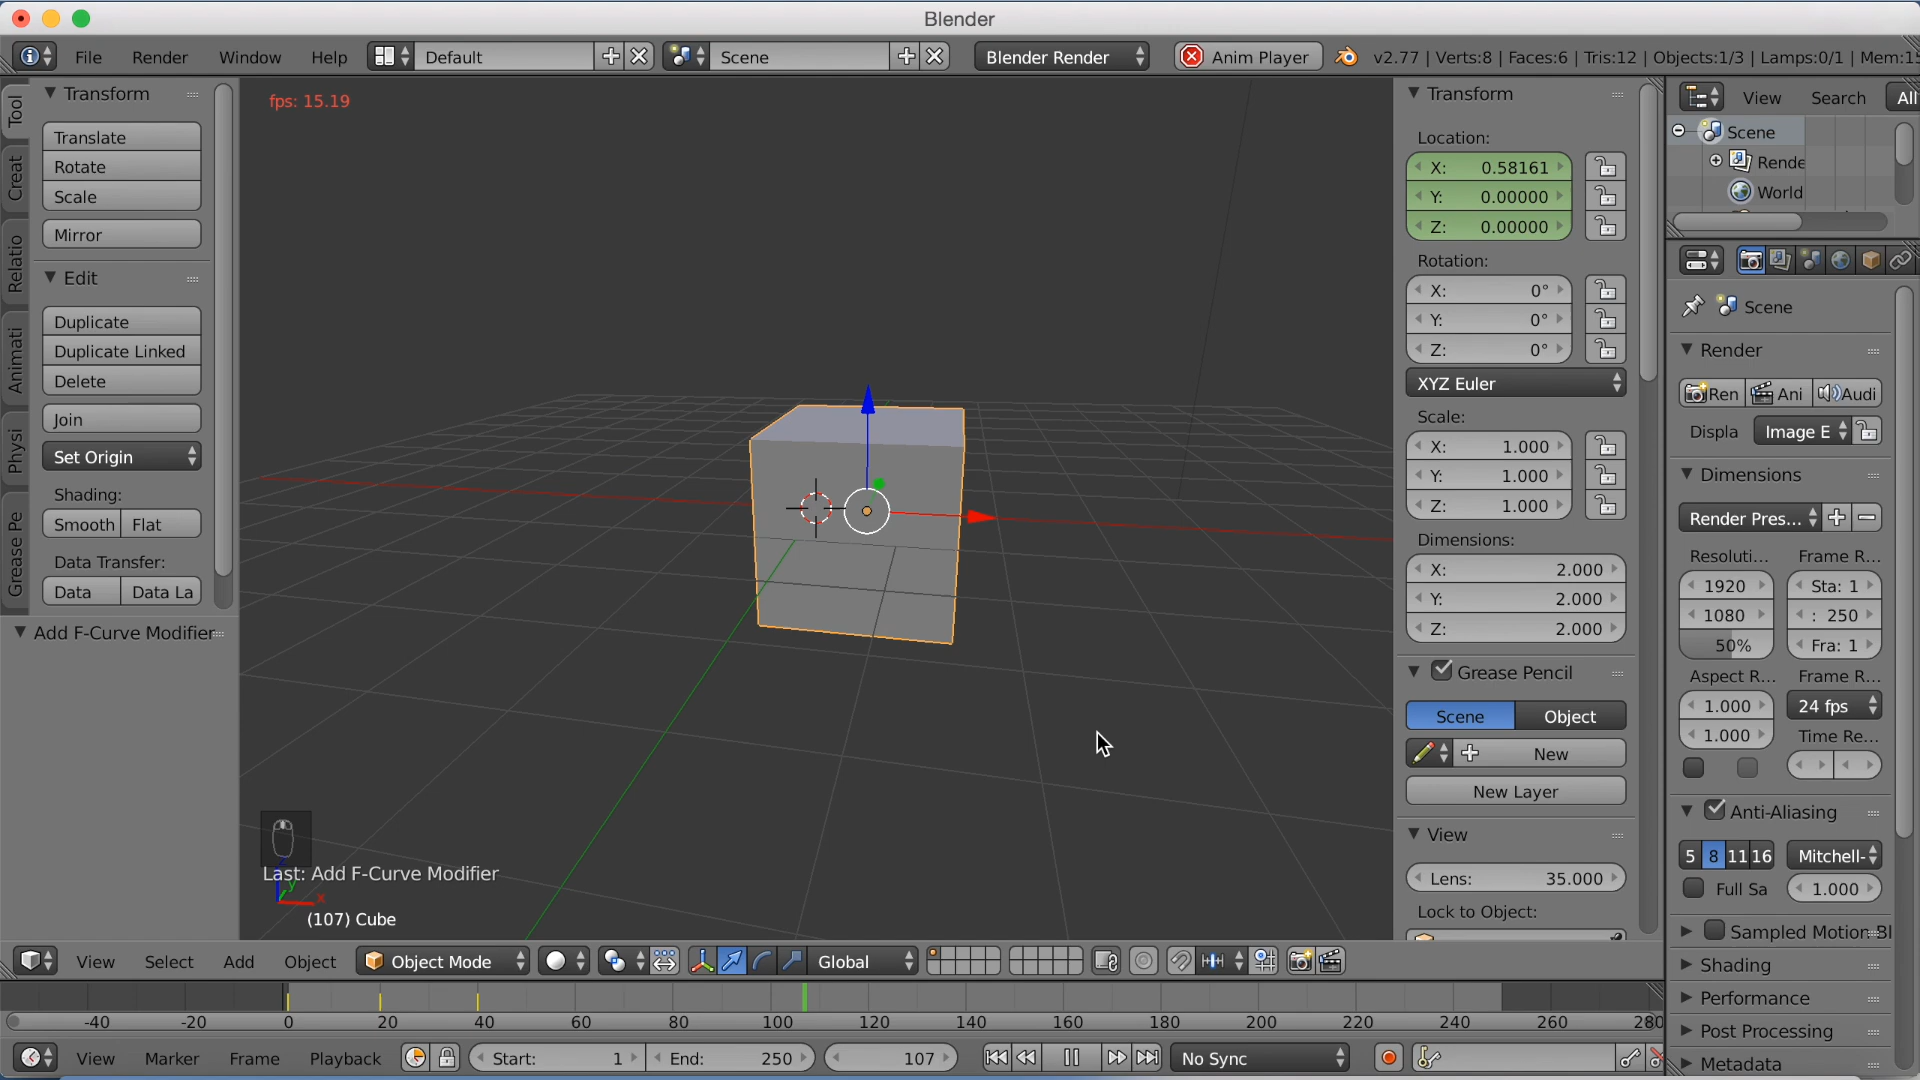 Blender
File Render Window Help Default Scene Blender Render Anim Player v2.77 | Verts:8 | Faces:6 | Tris:12 | Objects:1/3 | Lamps:0/1 | Mem:15
Tool
Creat
Relatio
Animati
Physi
Grease Pe
Transform
Translate
Rotate
Scale
Mirror
Edit
Duplicate
Duplicate Linked
Delete
Join
Set Origin
Shading:
Smooth Flat
Data Transfer:
Data Data La
Add F-Curve Modifier
fps: 15.19
Last: Add F-Curve Modifier
y
x
(107) Cube
Transform
Location:
X: 0.58161
Y: 0.00000
Z: 0.00000
Rotation:
X: 0°
Y: 0°
Z: 0°
XYZ Euler
Scale:
X: 1.000
Y: 1.000
Z: 1.000
Dimensions:
X: 2.000
Y: 2.000
Z: 2.000
Grease Pencil
Scene Object
New
New Layer
View
Lens: 35.000
Lock to Object:
View Search All
Scene
Rende
World
Scene
Render
Ren Ani Audi
Displa Image E
Dimensions
Render Pres...
Resoluti... Frame R...
1920 Sta: 1
1080 : 250
50% Fra: 1
Aspect R... Frame R...
1.000 24 fps
1.000 Time Re...
Anti-Aliasing
5 8 11 16 Mitchell-
Full Sa 1.000
Sampled Motion Bl
Shading
Performance
Post Processing
Metadata
View Select Add Object Object Mode Global
-40 -20 0 20 40 60 80 100 120 140 160 180 200 220 240 260 280
View Marker Frame Playback Start: 1 End: 250 107 No Sync